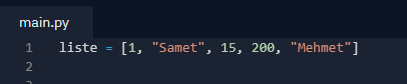 main.py
1 liste = [1, "Samet", 15, 200, "Mehmet"]
2